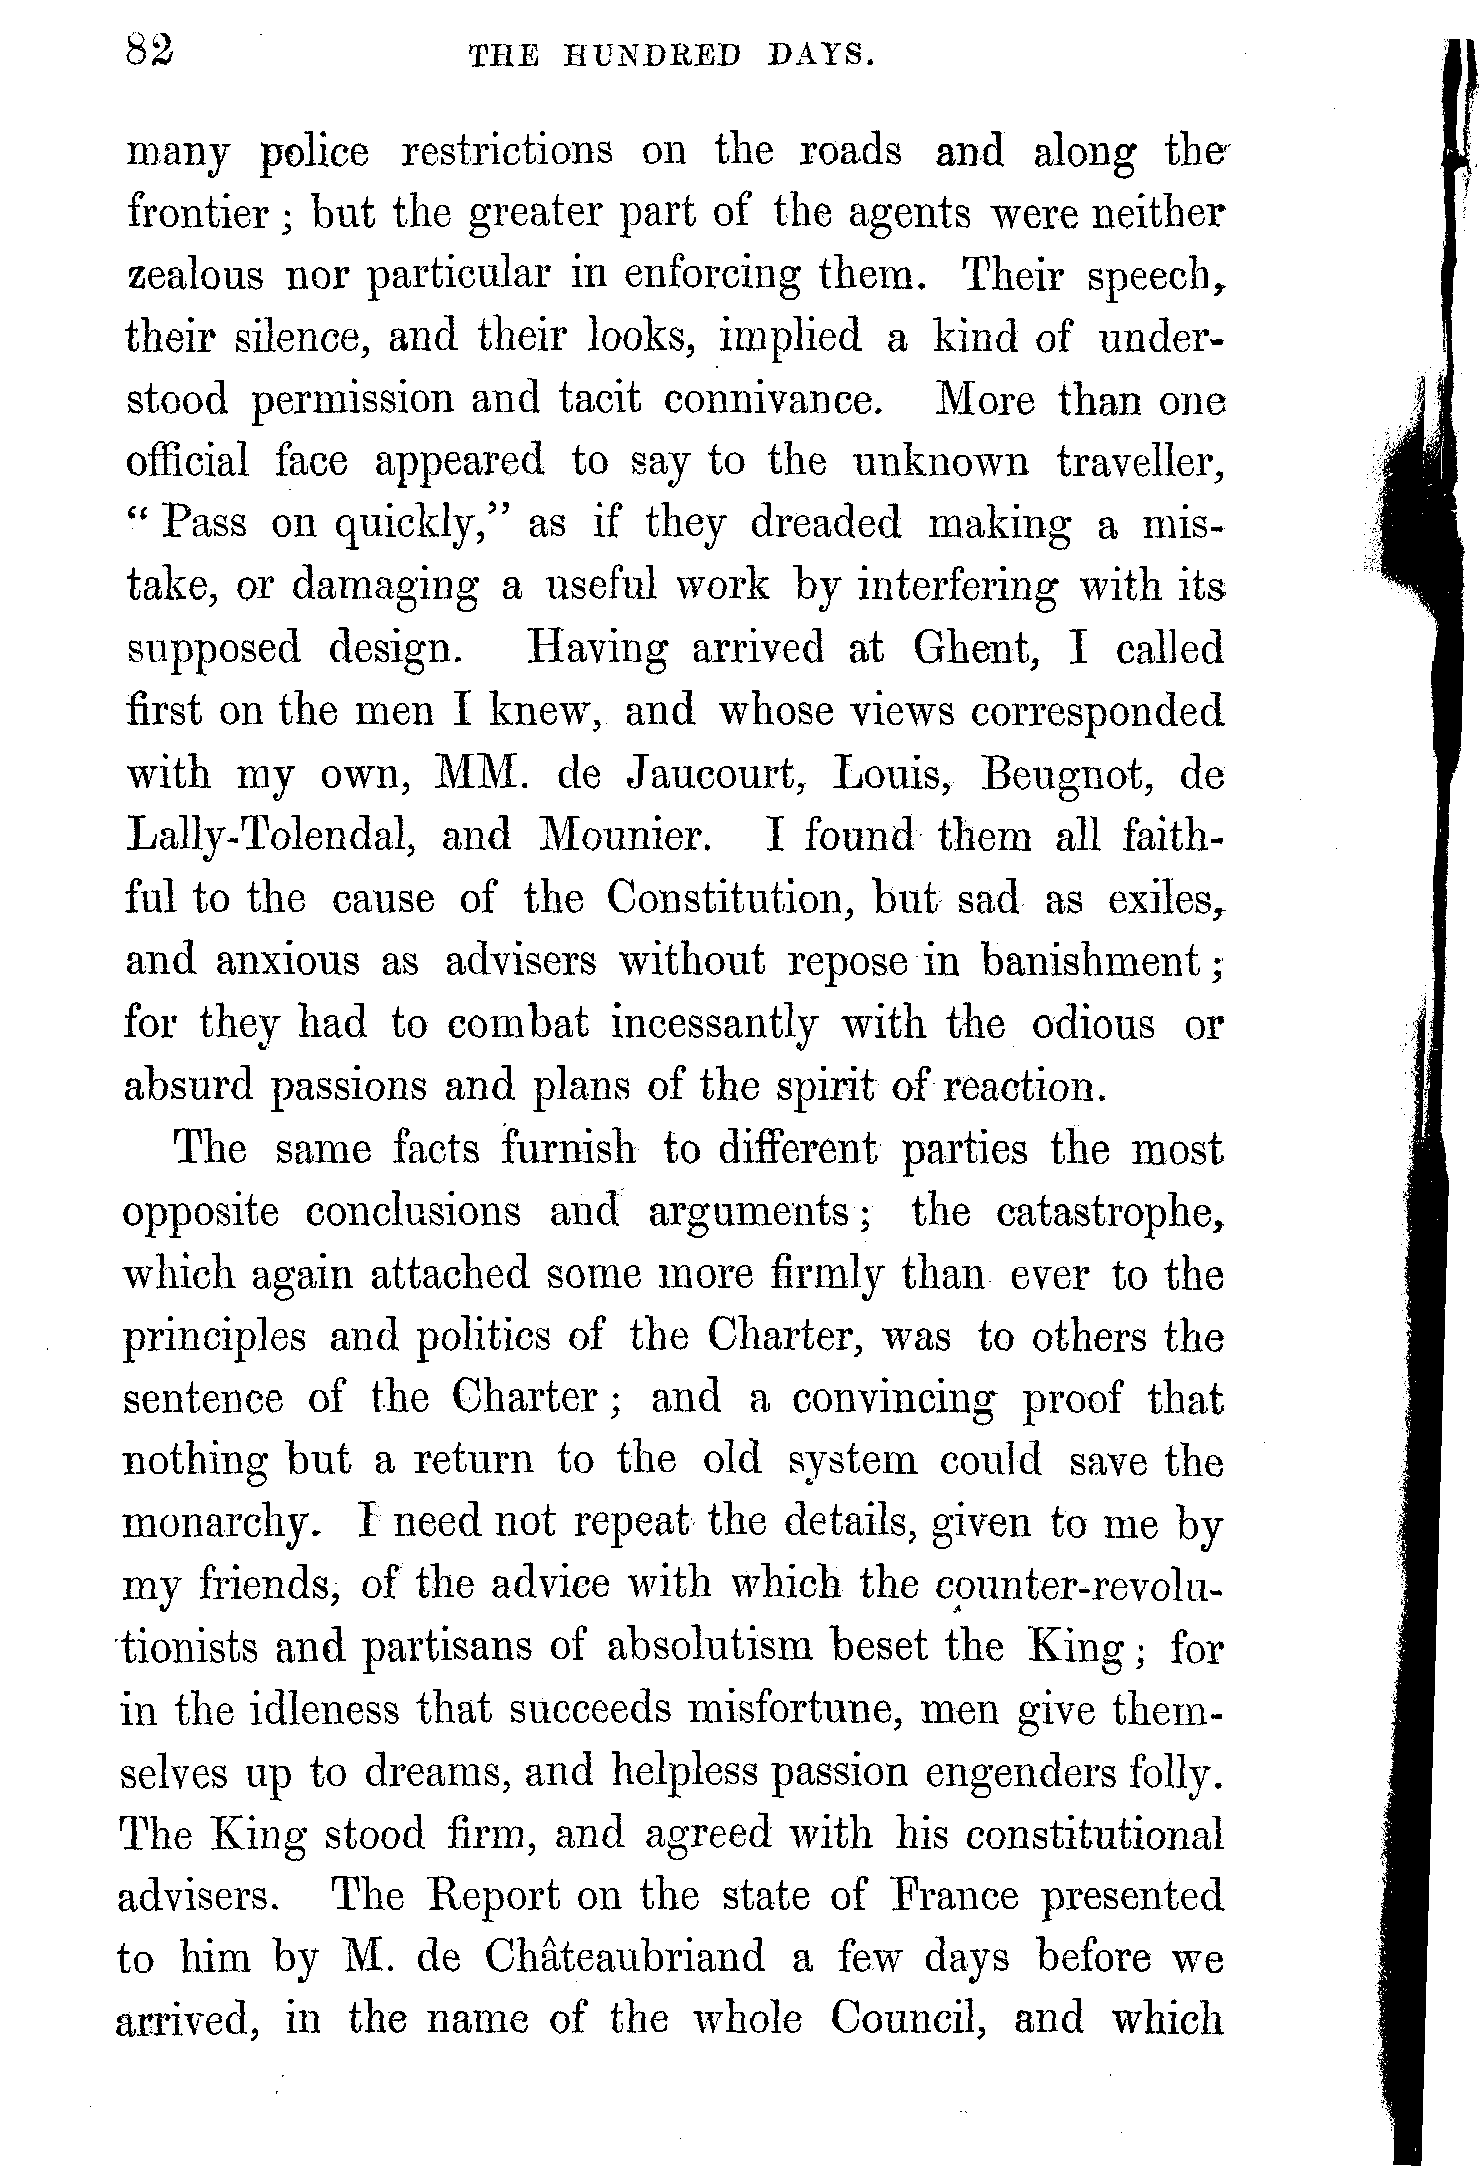 82 THE HUNDRED DAYS.
many police restrictions on the roads and along the
frontier ; but the greater part of the agents were neither
zealous nor particular in enforcing them. Their speech,
their silence, and their looks, implied a kind of under-
stood permission and tacit connivance. More than one
official face appeared to say to the unknown traveller,
“ Pass on quickly,” as if they dreaded making a mis-
take, or damaging a useful work by interfering with its
supposed design. Having arrived at Ghent, I called
first on the men I knew, and whose views corresponded
with my own, MM. de Jaucourt, Louis, Beugnot, de
Lally-Tolendal, and Mounier. I found them all faith-
ful to the cause of the Constitution, but sad as exiles,
and anxious as advisers without repose in banishment ;
for they had to combat incessantly with the odious or
absurd passions and plans of the spirit of reaction.
The same facts furnish to different parties the most
opposite conclusions and arguments ; the catastrophe,
which again attached some more firmly than ever to the
principles and politics of the Charter, was to others the
sentence of the Charter ; and a convincing proof that
nothing but a return to the old system could save the
monarchy. I need not repeat the details, given to me by
my friends, of the advice with which the counter-revolu-
tionists and partisans of absolutism beset the King ; for
in the idleness that succeeds misfortune, men give them-
selves up to dreams, and helpless passion engenders folly.
The King stood firm, and agreed with his constitutional
advisers. The Report on the state of France presented
to him by M. de Châteaubriand a few days before we
arrived, in the name of the whole Council, and which